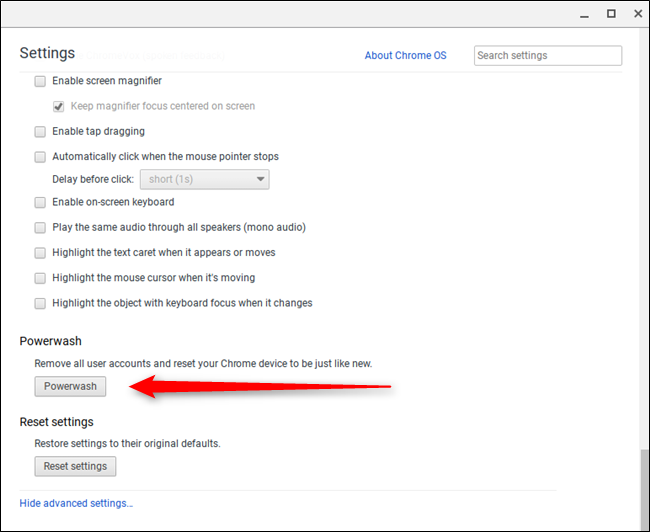 Settings
About Chrome OS
Search settings
Enable screen magnifier
Keep magnifier focus centered on screen
Enable tap dragging
Automatically click when the mouse pointer stops
Delay before click: short (1s)
Enable on-screen keyboard
Play the same audio through all speakers (mono audio)
Highlight the text caret when it appears or moves
Highlight the mouse cursor when it's moving
Highlight the object with keyboard focus when it changes
Powerwash
Remove all user accounts and reset your Chrome device to be just like new.
Powerwash
Reset settings
Restore settings to their original defaults.
Reset settings
Hide advanced settings...